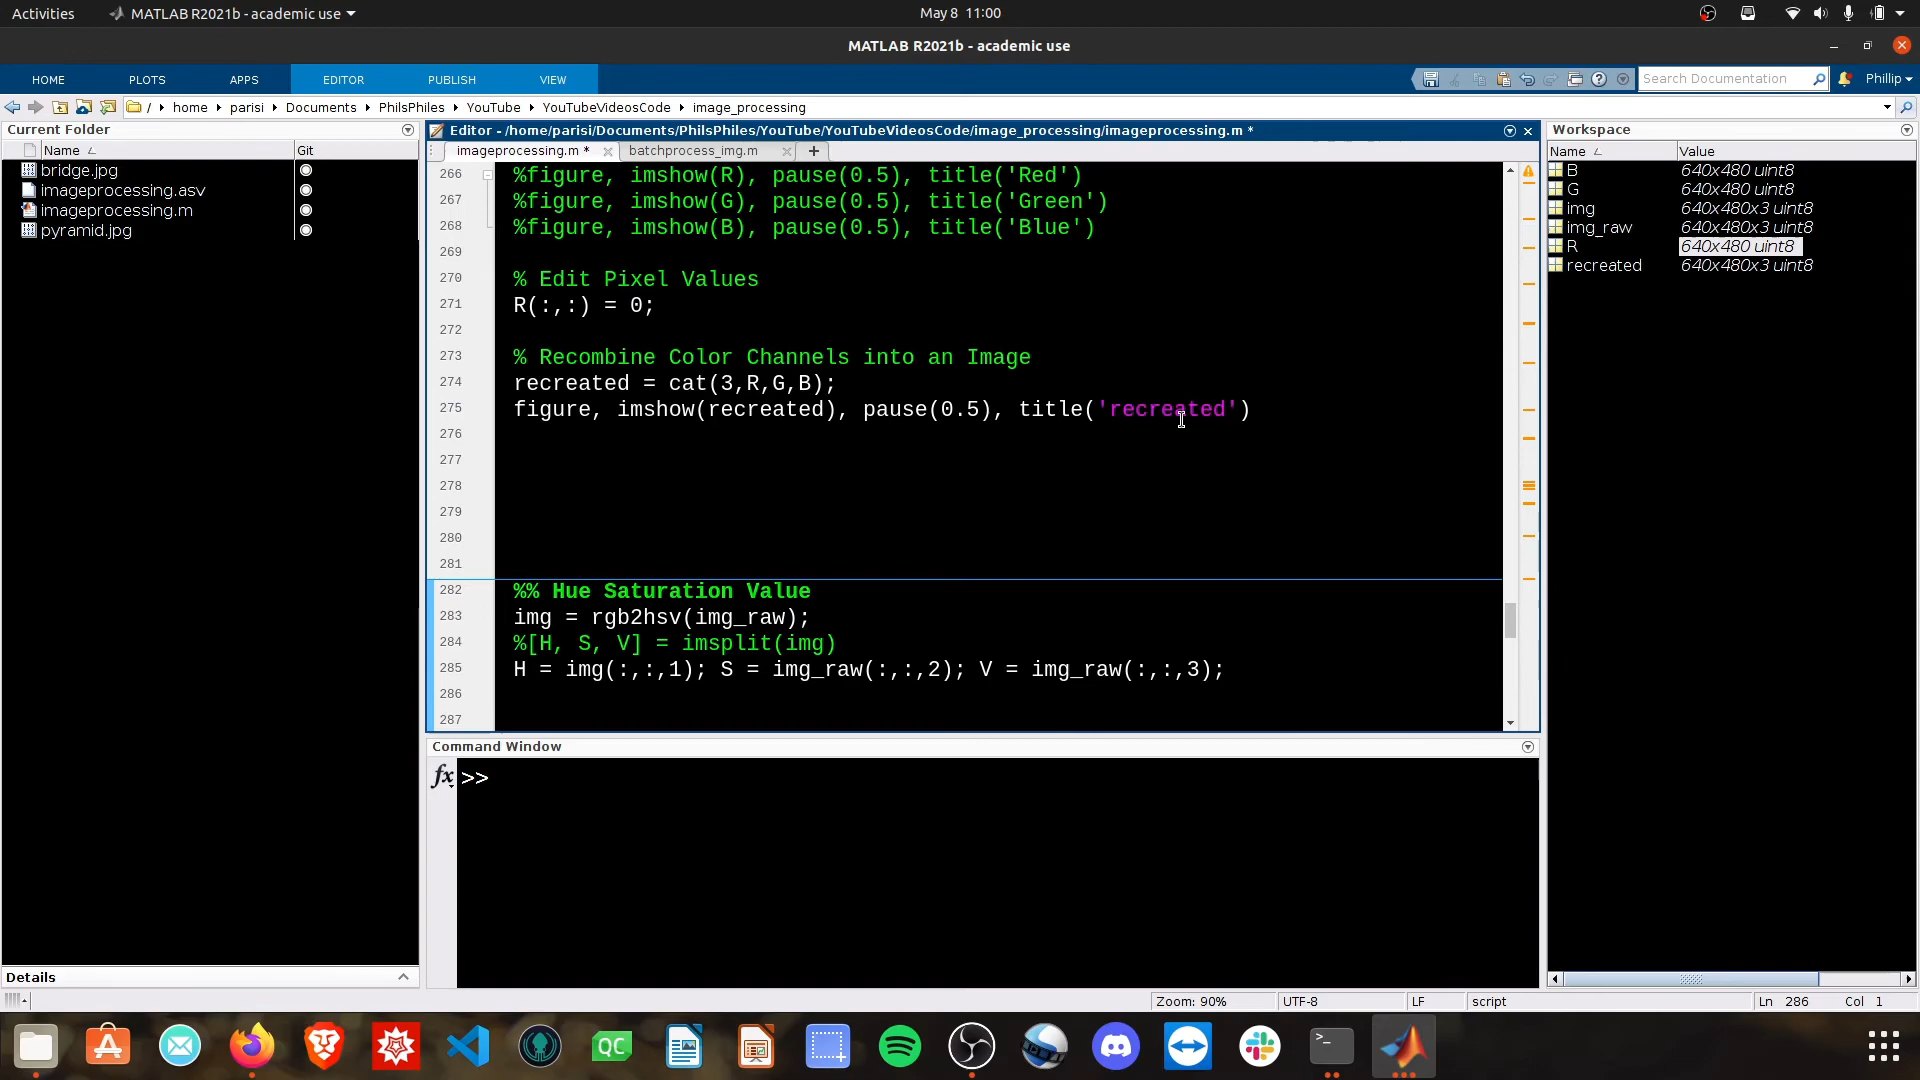 Activities MATLAB R2021b - academic use May 8 11:00
MATLAB R2021b - academic use
HOME PLOTS APPS EDITOR PUBLISH VIEW Search Documentation Phillip
/ home parisi Documents PhilsPhiles YouTube YouTubeVideosCode image_processing
Current Folder
Name Git
bridge.jpg
imageprocessing.asv
imageprocessing.m
pyramid.jpg
Details
Editor - /home/parisi/Documents/PhilsPhiles/YouTube/YouTubeVideosCode/image_processing/imageprocessing.m *
imageprocessing.m * batchprocess_img.m +
266 %figure, imshow(R), pause(0.5), title('Red')
267 %figure, imshow(G), pause(0.5), title('Green')
268 %figure, imshow(B), pause(0.5), title('Blue')
269
270 % Edit Pixel Values
271 R(:,:) = 0;
272
273 % Recombine Color Channels into an Image
274 recreated = cat(3,R,G,B);
275 figure, imshow(recreated), pause(0.5), title('recreated')
276
277
278
279
280
281
282 %% Hue Saturation Value
283 img = rgb2hsv(img_raw);
284 %[H, S, V] = imsplit(img)
285 H = img(:,:,1); S = img_raw(:,:,2); V = img_raw(:,:,3);
286
287
Command Window
fx >>
Workspace
Name Value
B 640x480 uint8
G 640x480 uint8
img 640x480x3 uint8
img_raw 640x480x3 uint8
R 640x480 uint8
recreated 640x480x3 uint8
Zoom: 90% UTF-8 LF script Ln 286 Col 1
QC
>_